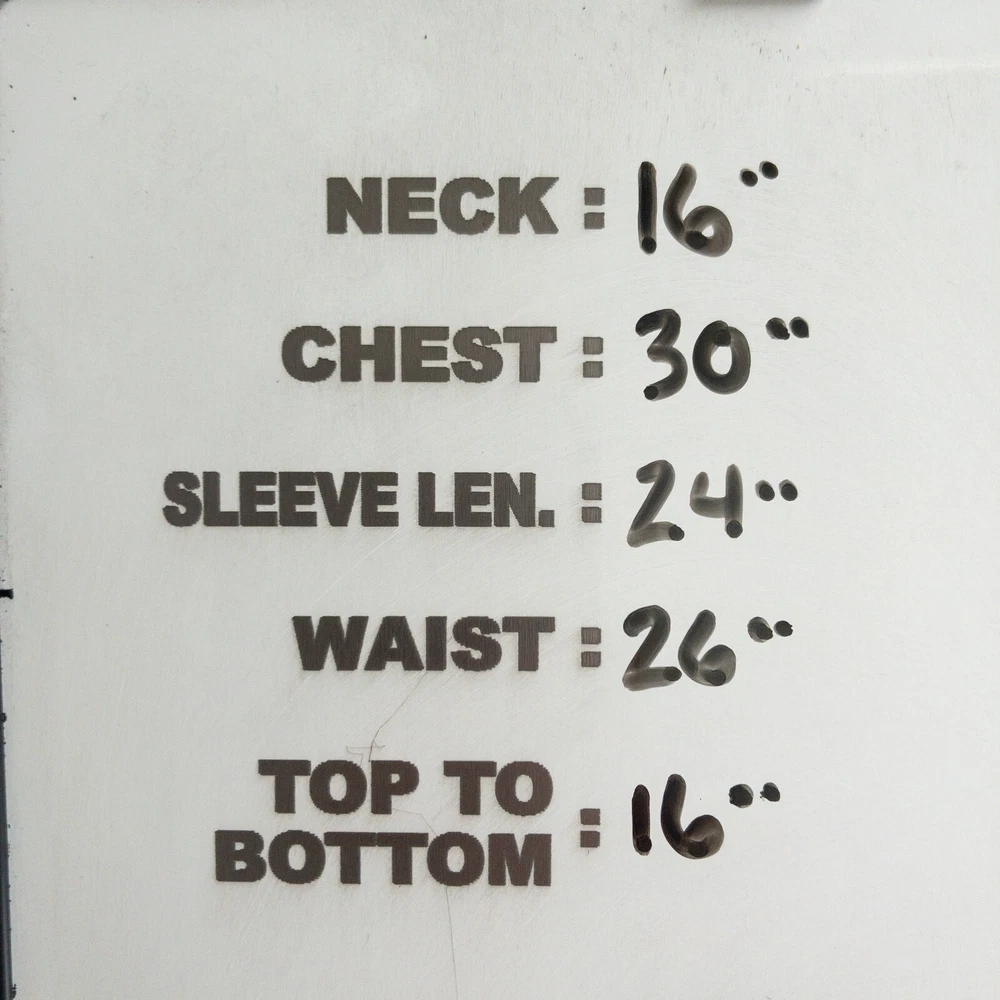 NECK : 16"
CHEST : 30"
SLEEVE LEN. : 24"
WAIST : 26"
TOP TO
BOTTOM : 16"